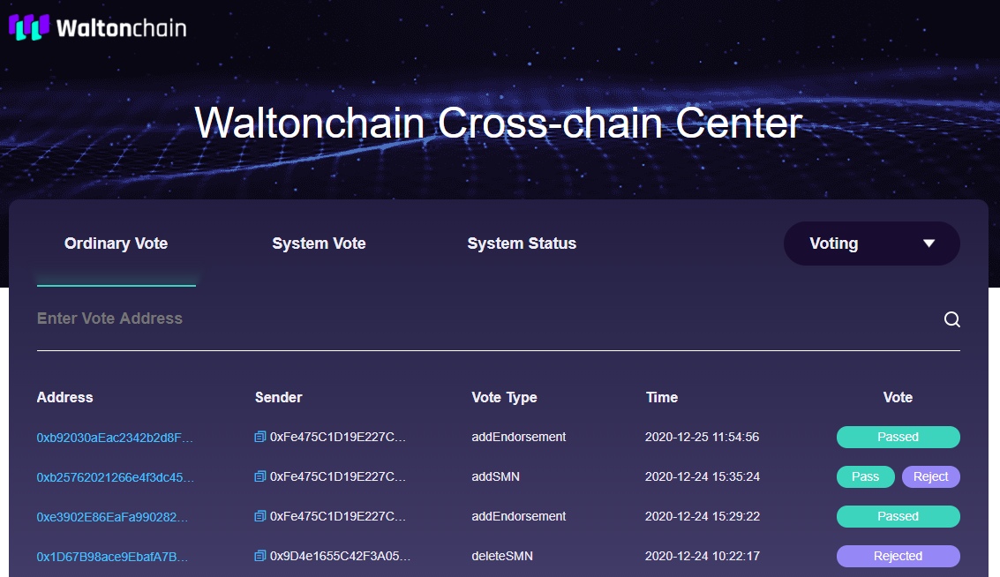 Waltonchain
Waltonchain Cross-chain Center
Ordinary Vote System Vote System Status Voting
Enter Vote Address
Address Sender Vote Type Time Vote
0xb92030aEac2342b2d8F... 0xFe475C1D19E227C... addEndorsement 2020-12-25 11:54:56 Passed
0xb25762021266e4f3dc45... 0xFe475C1D19E227C... addSMN 2020-12-24 15:35:24 Pass Reject
0xe3902E86EaFa990282... 0xFe475C1D19E227C... addEndorsement 2020-12-24 15:29:22 Passed
0x1D67B98ace9EbafA7B... 0x9D4e1655C42F3A05... deleteSMN 2020-12-24 10:22:17 Rejected